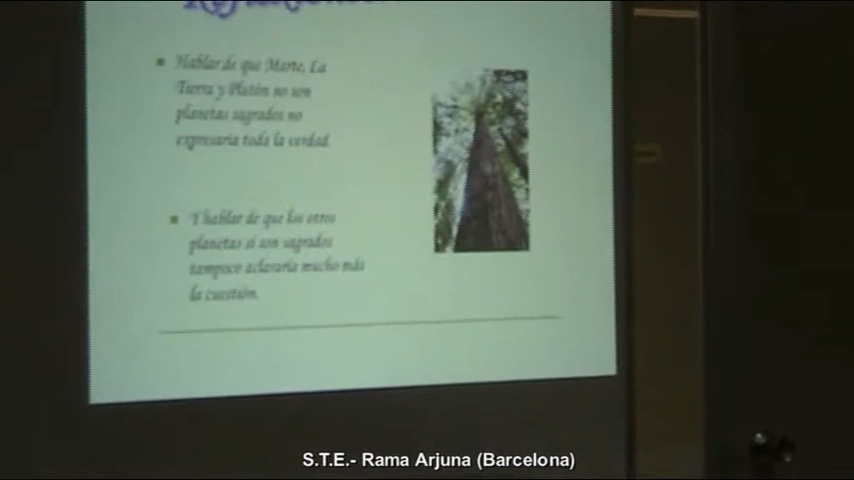 Hablar de que Marte, La
Tierra y Plutón no son
planetas sagrados no
expresaría toda la verdad.
Y hablar de que los otros
planetas sí son sagrados
tampoco aclararía mucho más
la cuestión.
S.T.E.- Rama Arjuna (Barcelona)